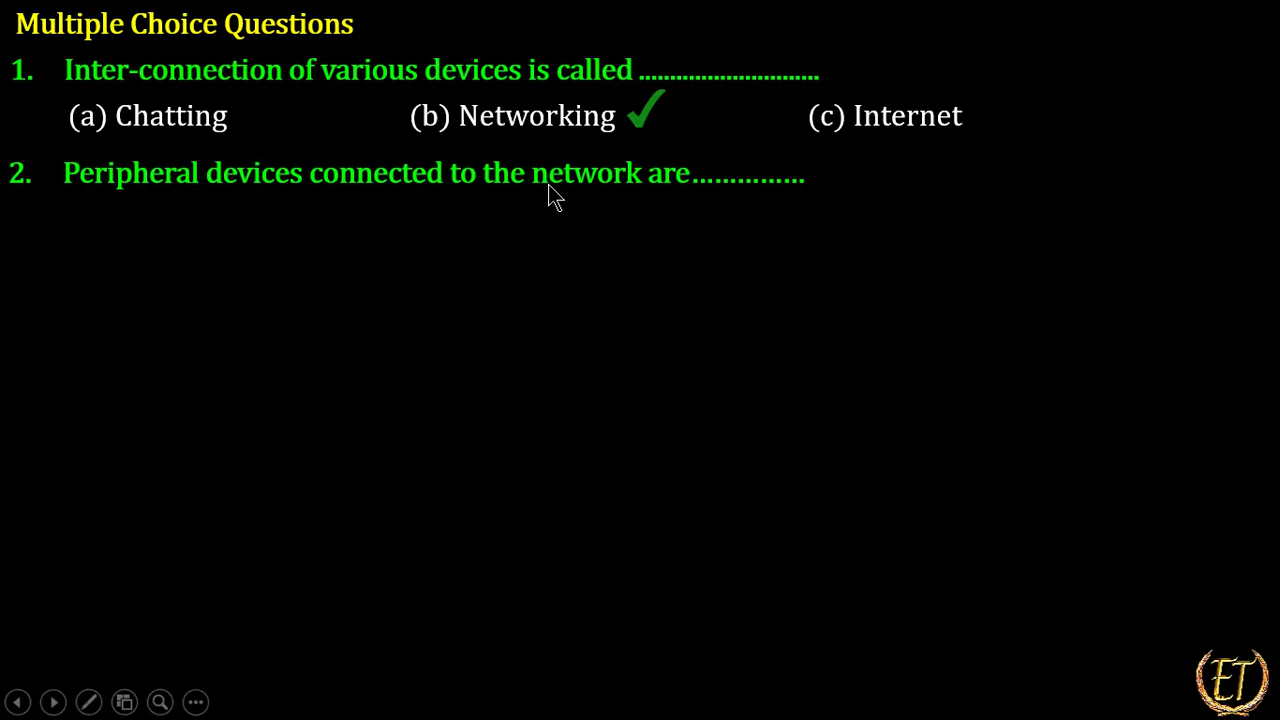 Multiple Choice Questions
1. Inter-connection of various devices is called .............................
(a) Chatting (b) Networking (c) Internet
2. Peripheral devices connected to the network are...............
ET